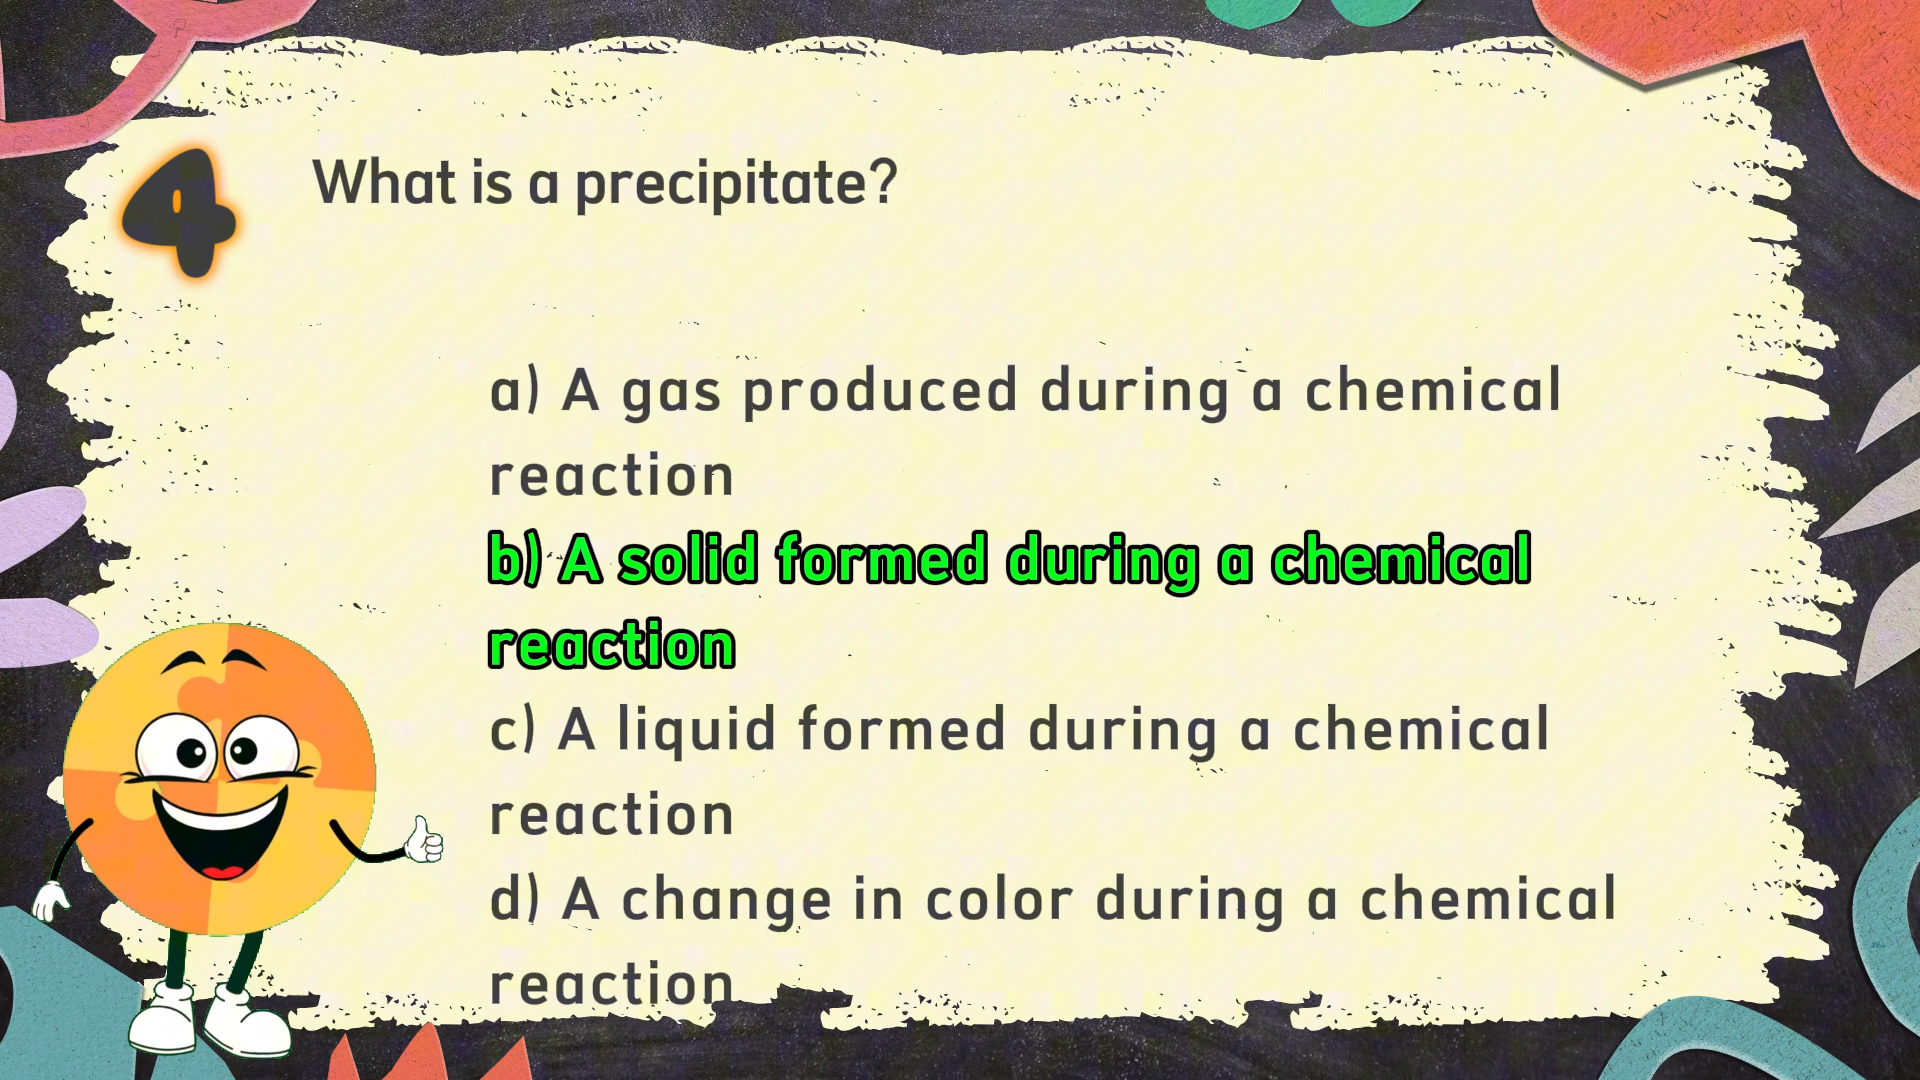 4 What is a precipitate?
a) A gas produced during a chemical
reaction
b) A solid formed during a chemical
reaction
c) A liquid formed during a chemical
reaction
d) A change in color during a chemical
reaction